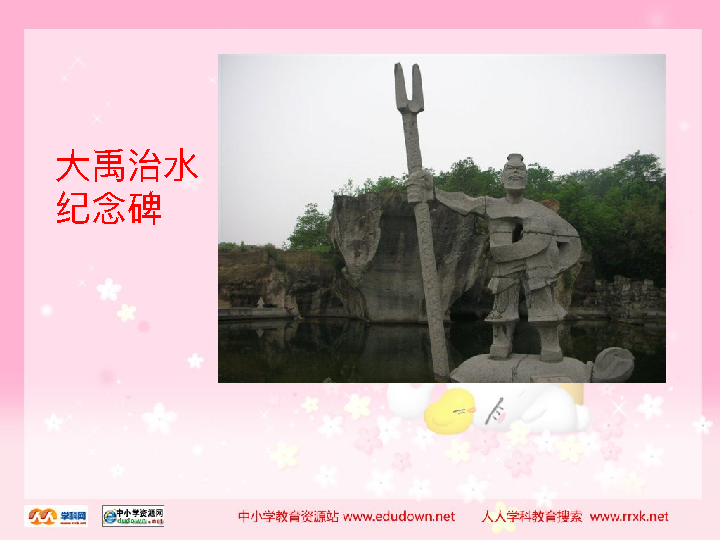 大禹治水
纪念碑
学科网
中小学资源网
edudown.net
中小学教育资源站 www.edudown.net 人人学科教育搜索 www.rrxk.net